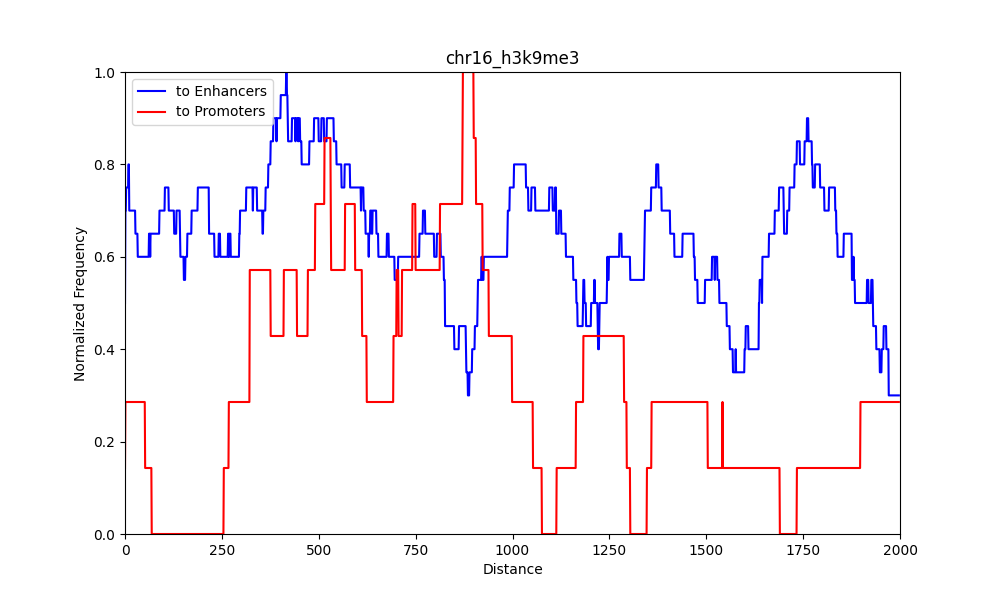 chr16_h3k9me3
to Enhancers
to Promoters
Normalized Frequency
1.0
0.8
0.6
0.4
0.2
0.0
0 250 500 750 1000 1250 1500 1750 2000
Distance